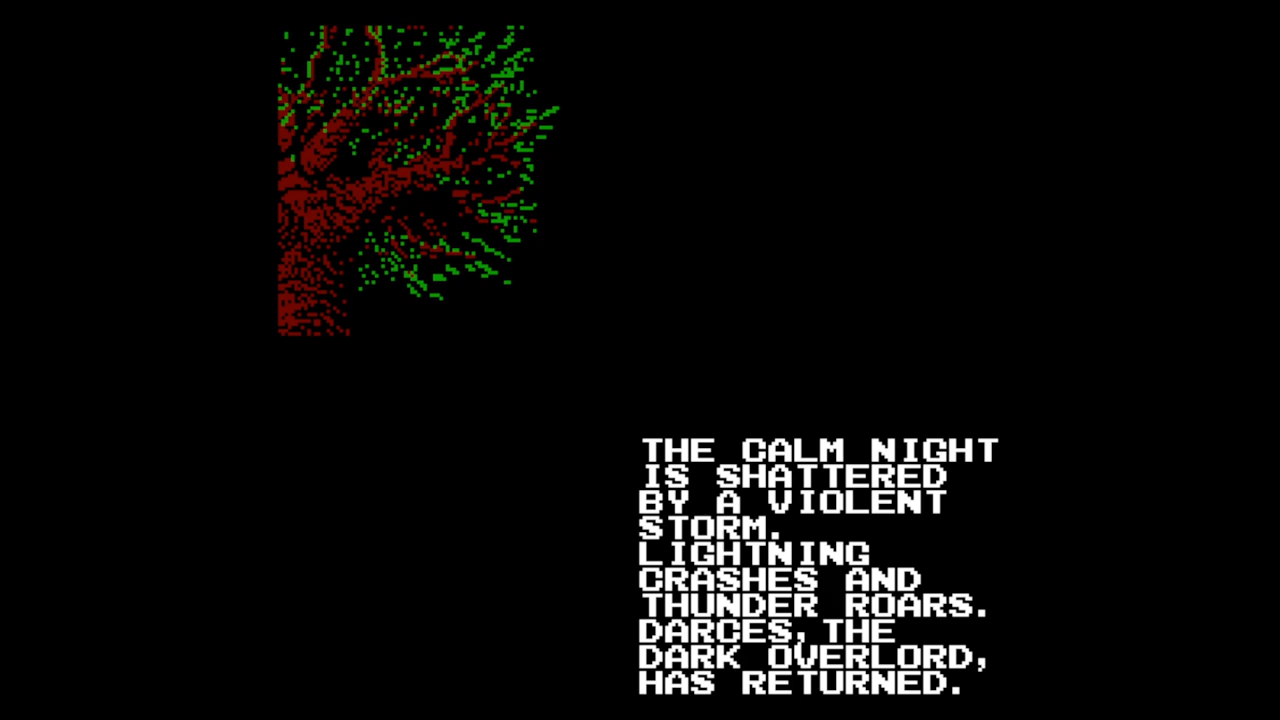 THE CALM NIGHT
IS SHATTERED
BY A VIOLENT
STORM.
LIGHTNING
CRASHES AND
THUNDER ROARS.
DARCES, THE
DARK OVERLORD,
HAS RETURNED.